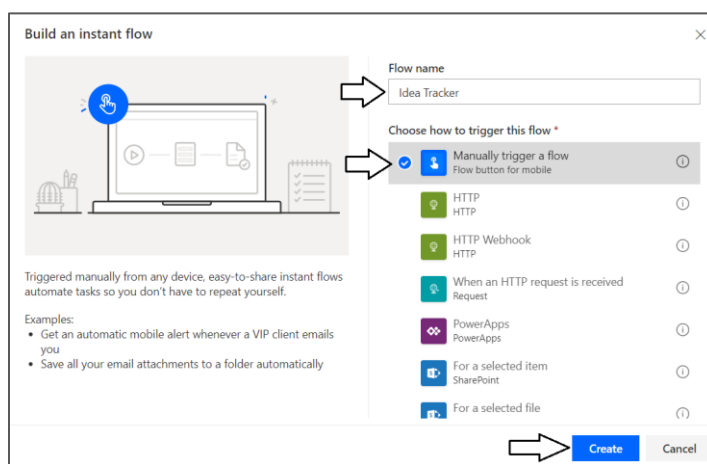 Build an instant flow
Triggered manually from any device, easy-to-share instant flows
automate tasks so you don't have to repeat yourself.
Examples:
• Get an automatic mobile alert whenever a VIP client emails
you
• Save all your email attachments to a folder automatically
Flow name
Idea Tracker
Choose how to trigger this flow *
Manually trigger a flow
Flow button for mobile
HTTP
HTTP
HTTP Webhook
HTTP
When an HTTP request is received
Request
PowerApps
PowerApps
For a selected item
SharePoint
For a selected file
Create
Cancel